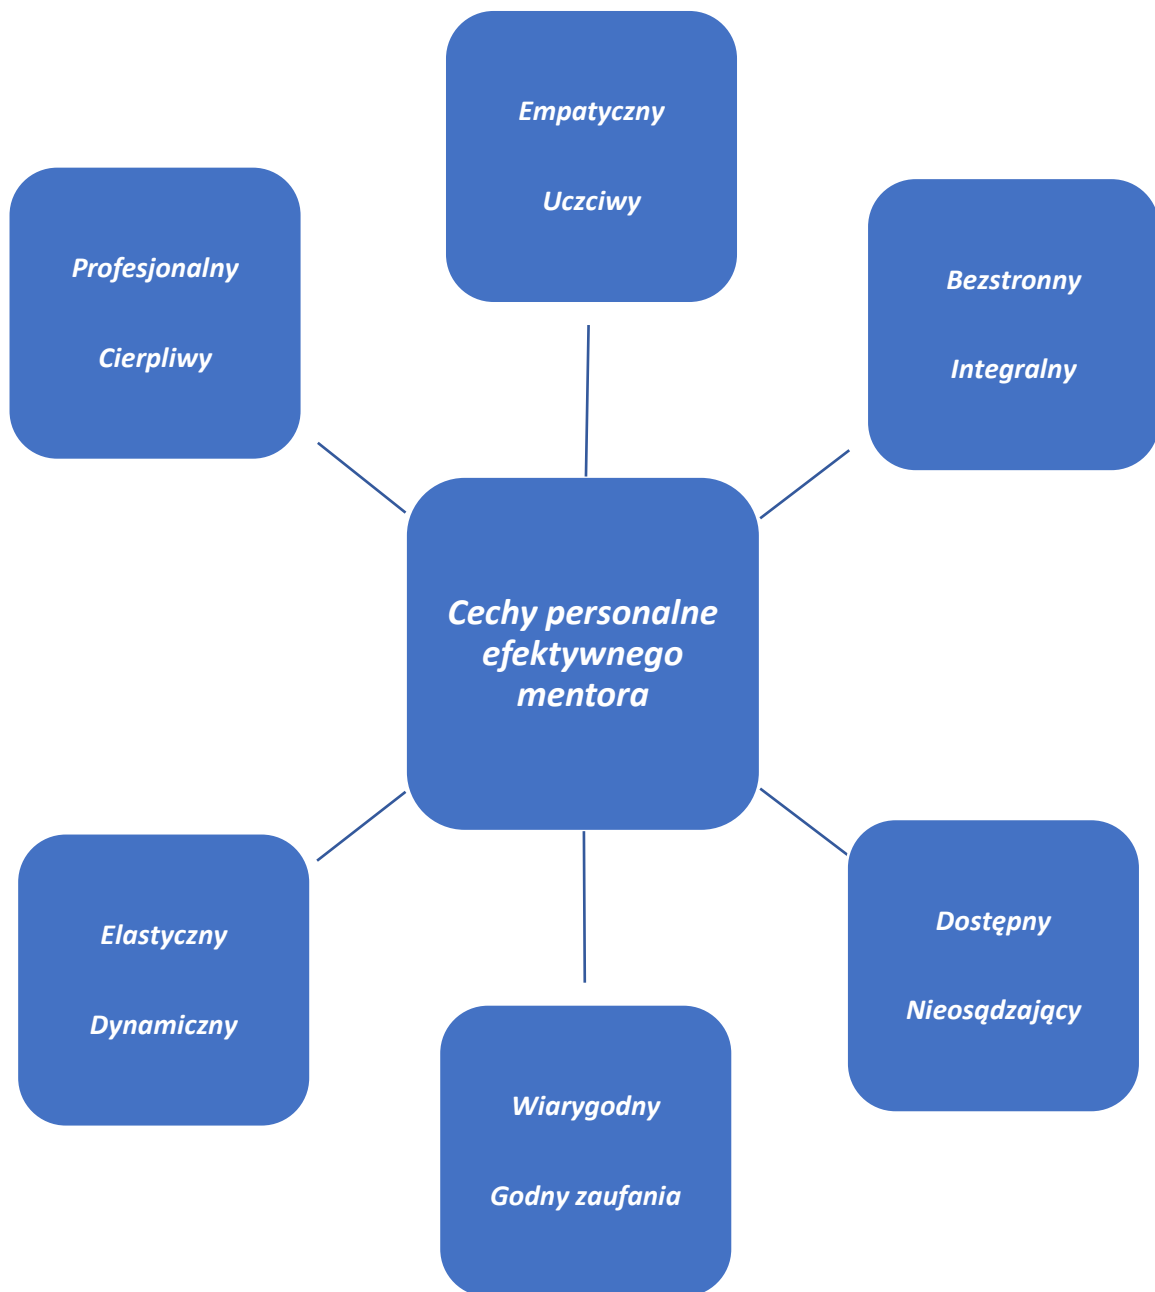 Empatyczny
Uczciwy
Profesjonalny
Cierpliwy
Bezstronny
Integralny
Cechy personalne
efektywnego
mentora
Elastyczny
Dynamiczny
Dostępny
Nieosądzający
Wiarygodny
Godny zaufania